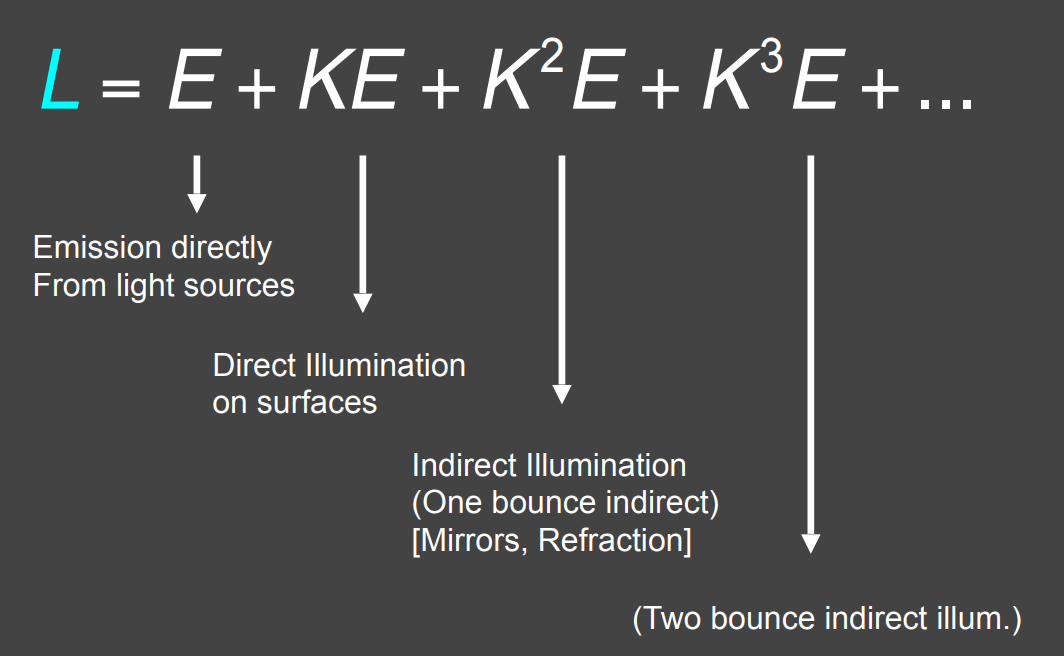 L = E + KE + K²E + K³E + ...
Emission directly
From light sources
Direct Illumination
on surfaces
Indirect Illumination
(One bounce indirect)
[Mirrors, Refraction]
(Two bounce indirect illum.)